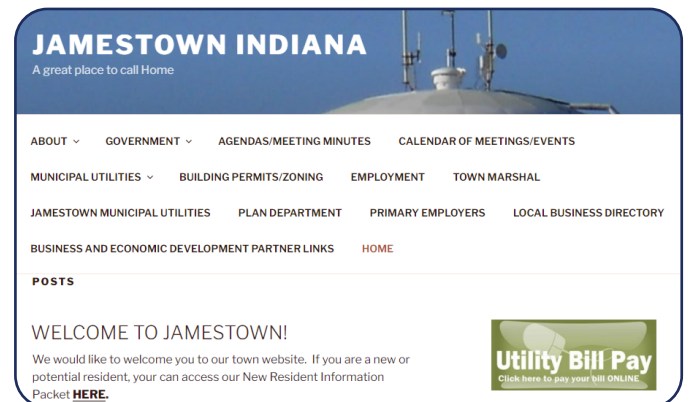 JAMESTOWN INDIANA
A great place to call Home
ABOUT GOVERNMENT AGENDAS/MEETING MINUTES CALENDAR OF MEETINGS/EVENTS
MUNICIPAL UTILITIES BUILDING PERMITS/ZONING EMPLOYMENT TOWN MARSHAL
JAMESTOWN MUNICIPAL UTILITIES PLAN DEPARTMENT PRIMARY EMPLOYERS LOCAL BUSINESS DIRECTORY
BUSINESS AND ECONOMIC DEVELOPMENT PARTNER LINKS HOME
POSTS
WELCOME TO JAMESTOWN!
We would like to welcome you to our town website. If you are a new or
potential resident, your can access our New Resident Information
Packet HERE.
Utility Bill Pay
Click here to pay your bill ONLINE